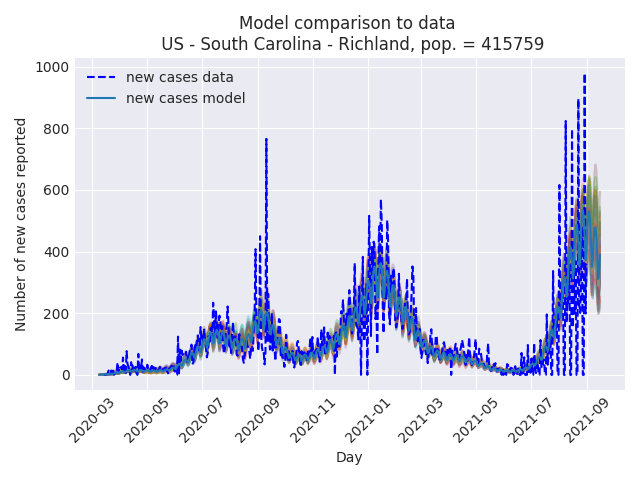 Model comparison to data
US - South Carolina - Richland, pop. = 415759
new cases data
new cases model
Number of new cases reported
1000
800
600
400
200
0
2020-03
2020-05
2020-07
2020-09
2020-11
2021-01
2021-03
2021-05
2021-07
2021-09
Day